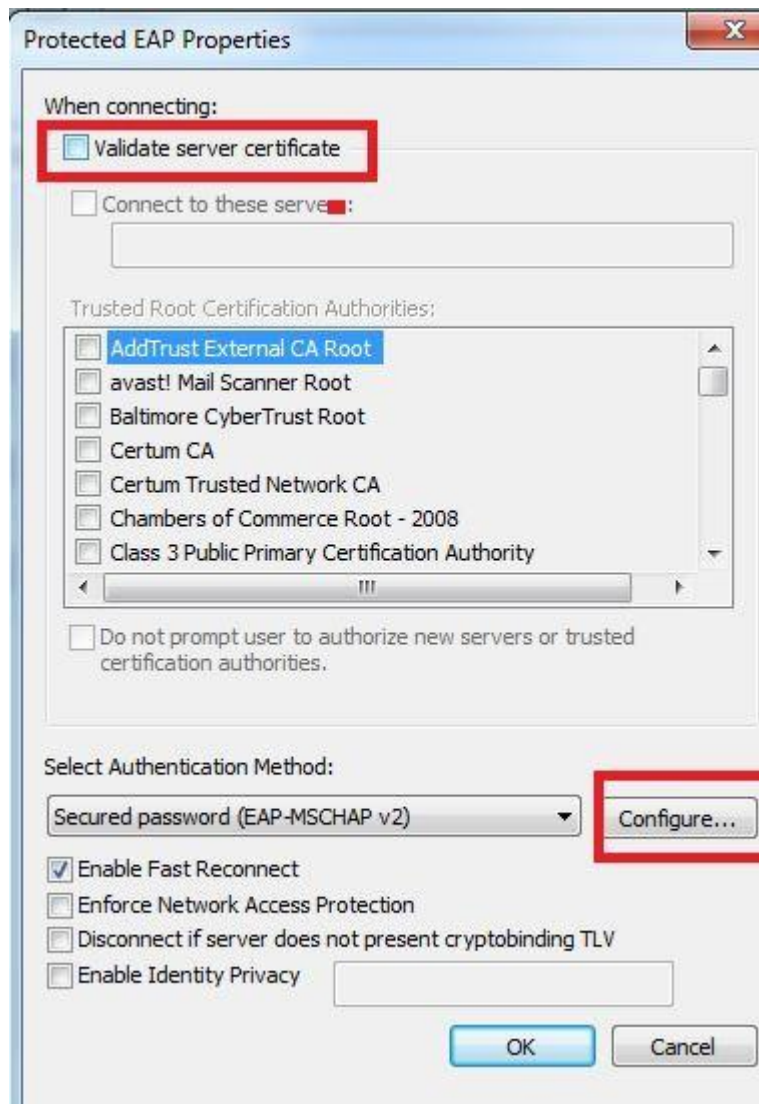 Protected EAP Properties
When connecting:
Validate server certificate
Connect to these serve :
Trusted Root Certification Authorities:
AddTrust External CA Root
avast! Mail Scanner Root
Baltimore CyberTrust Root
Certum CA
Certum Trusted Network CA
Chambers of Commerce Root - 2008
Class 3 Public Primary Certification Authority
Do not prompt user to authorize new servers or trusted
certification authorities.
Select Authentication Method:
Secured password (EAP-MSCHAP v2)
Configure...
Enable Fast Reconnect
Enforce Network Access Protection
Disconnect if server does not present cryptobinding TLV
Enable Identity Privacy
OK
Cancel